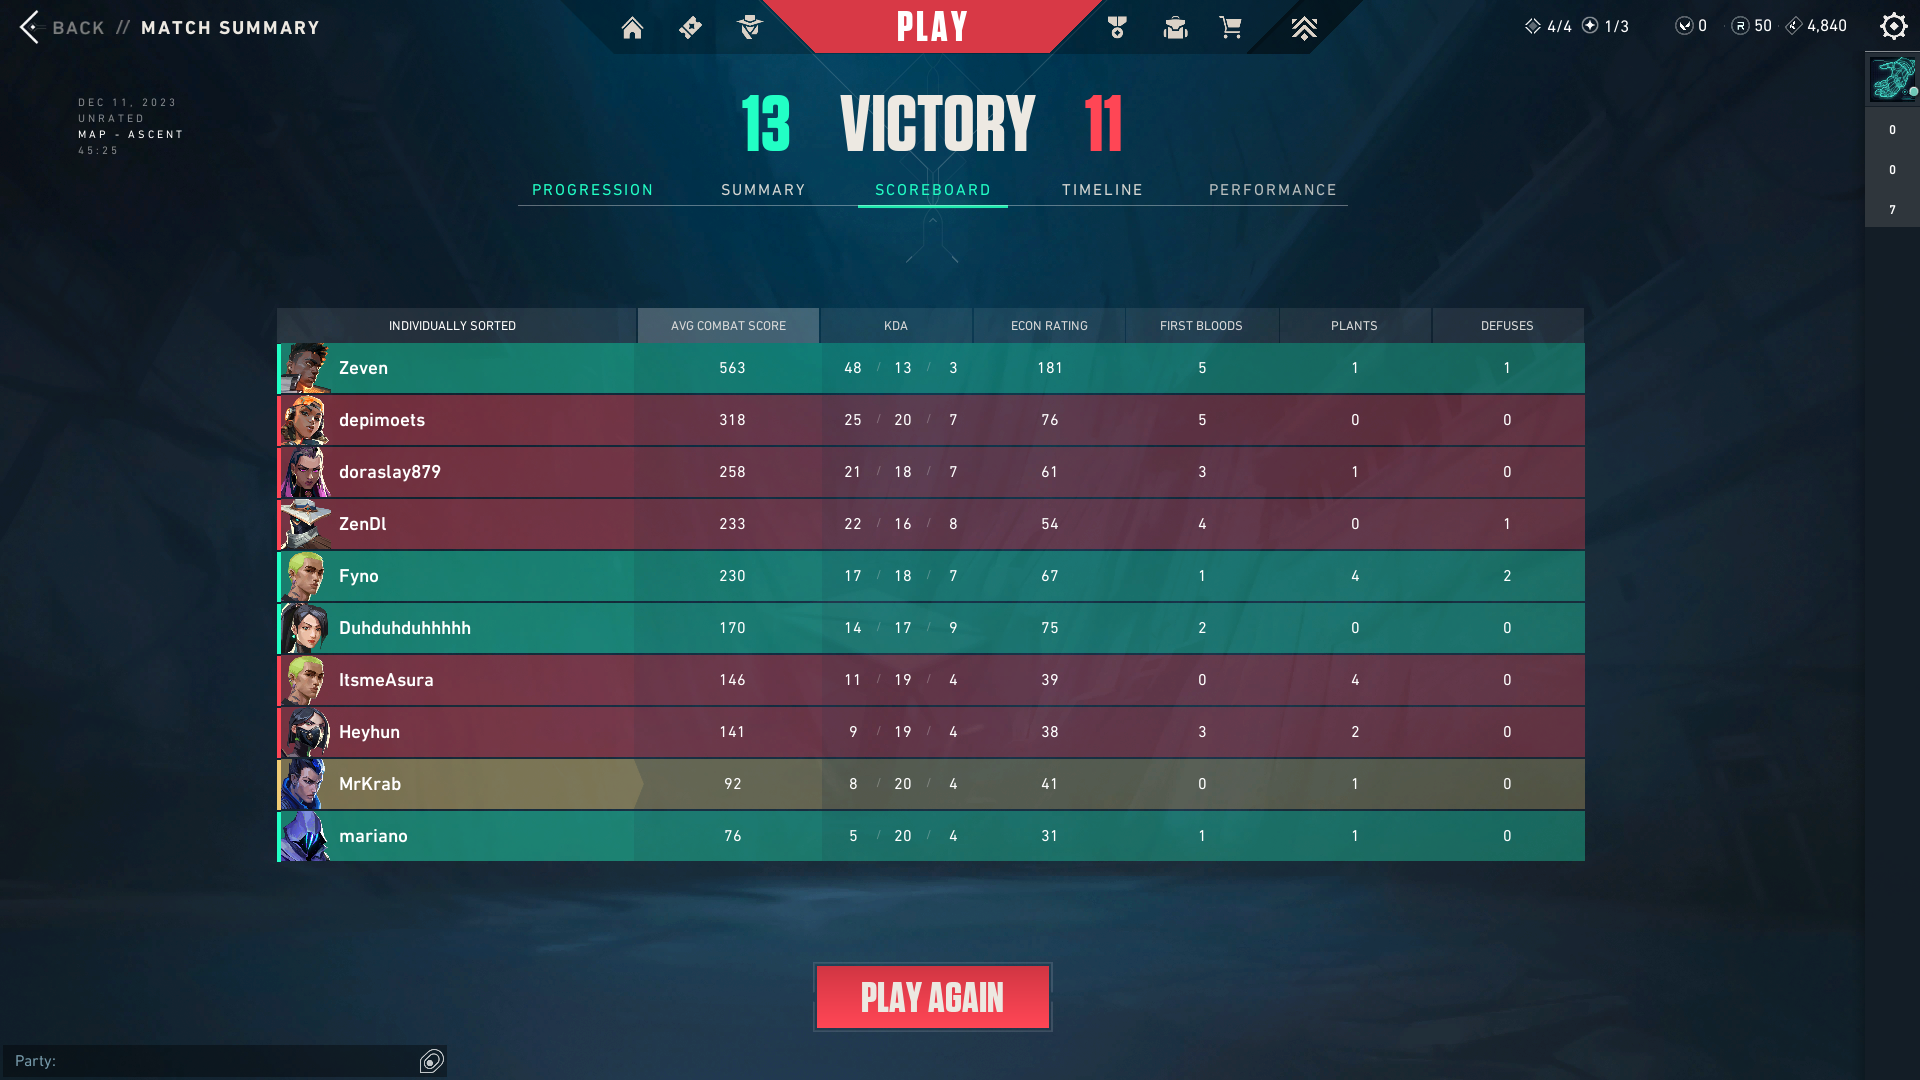 BACK // MATCH SUMMARY
PLAY
4/4 1/3 0 50 4,840
DEC 11, 2023
UNRATED
MAP - ASCENT
45:25
13 VICTORY 11
PROGRESSION SUMMARY SCOREBOARD TIMELINE PERFORMANCE
0
0
7
INDIVIDUALLY SORTED AVG COMBAT SCORE KDA ECON RATING FIRST BLOODS PLANTS DEFUSES
Zeven 563 48 / 13 / 3 181 5 1 1
depimoets 318 25 / 20 / 7 76 5 0 0
doraslay879 258 21 / 18 / 7 61 3 1 0
ZenDl 233 22 / 16 / 8 54 4 0 1
Fyno 230 17 / 18 / 7 67 1 4 2
Duhduhduhhhhh 170 14 / 17 / 9 75 2 0 0
ItsmeAsura 146 11 / 19 / 4 39 0 4 0
Heyhun 141 9 / 19 / 4 38 3 2 0
MrKrab 92 8 / 20 / 4 41 0 1 0
mariano 76 5 / 20 / 4 31 1 1 0
PLAY AGAIN
Party: